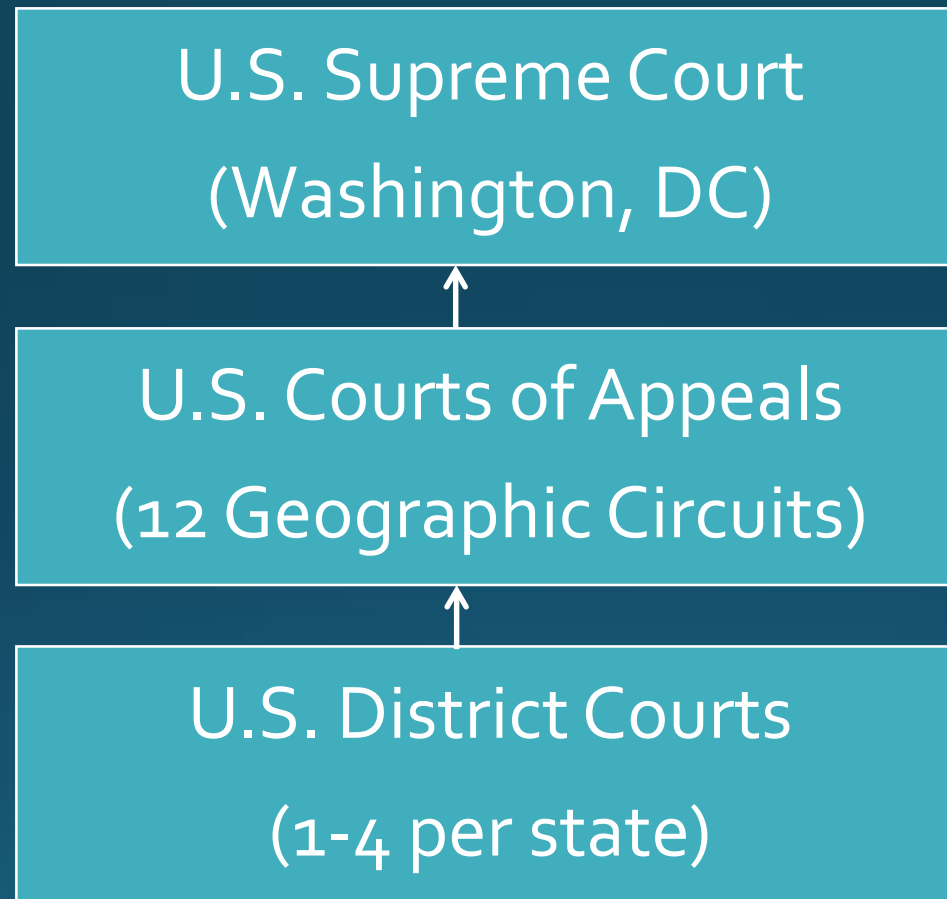 U.S. Supreme Court
(Washington, DC)
U.S. Courts of Appeals
(12 Geographic Circuits)
U.S. District Courts
(1-4 per state)